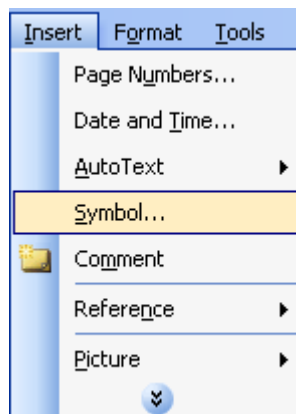 Insert Format Tools
Page Numbers...
Date and Time...
AutoText
Symbol...
Comment
Reference
Picture